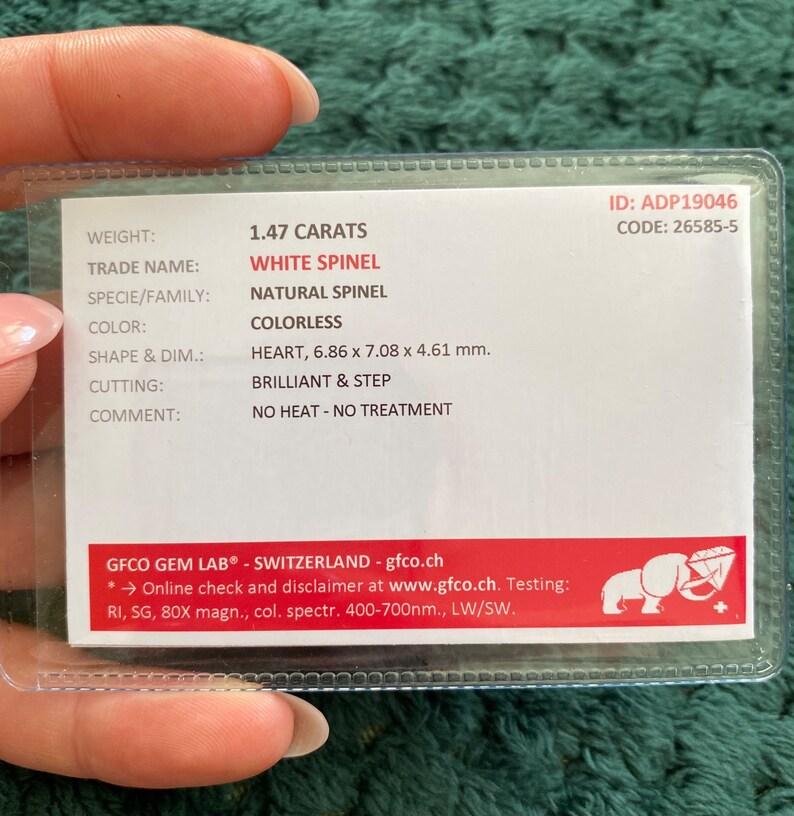 ID: ADP19046
CODE: 26585-5
WEIGHT: 1.47 CARATS
TRADE NAME: WHITE SPINEL
SPECIE/FAMILY: NATURAL SPINEL
COLOR: COLORLESS
SHAPE & DIM.: HEART, 6.86 x 7.08 x 4.61 mm.
CUTTING: BRILLIANT & STEP
COMMENT: NO HEAT - NO TREATMENT
GFCO GEM LAB® - SWITZERLAND - gfco.ch
* → Online check and disclaimer at www.gfco.ch. Testing:
RI, SG, 80X magn., col. spectr. 400-700nm., LW/SW.